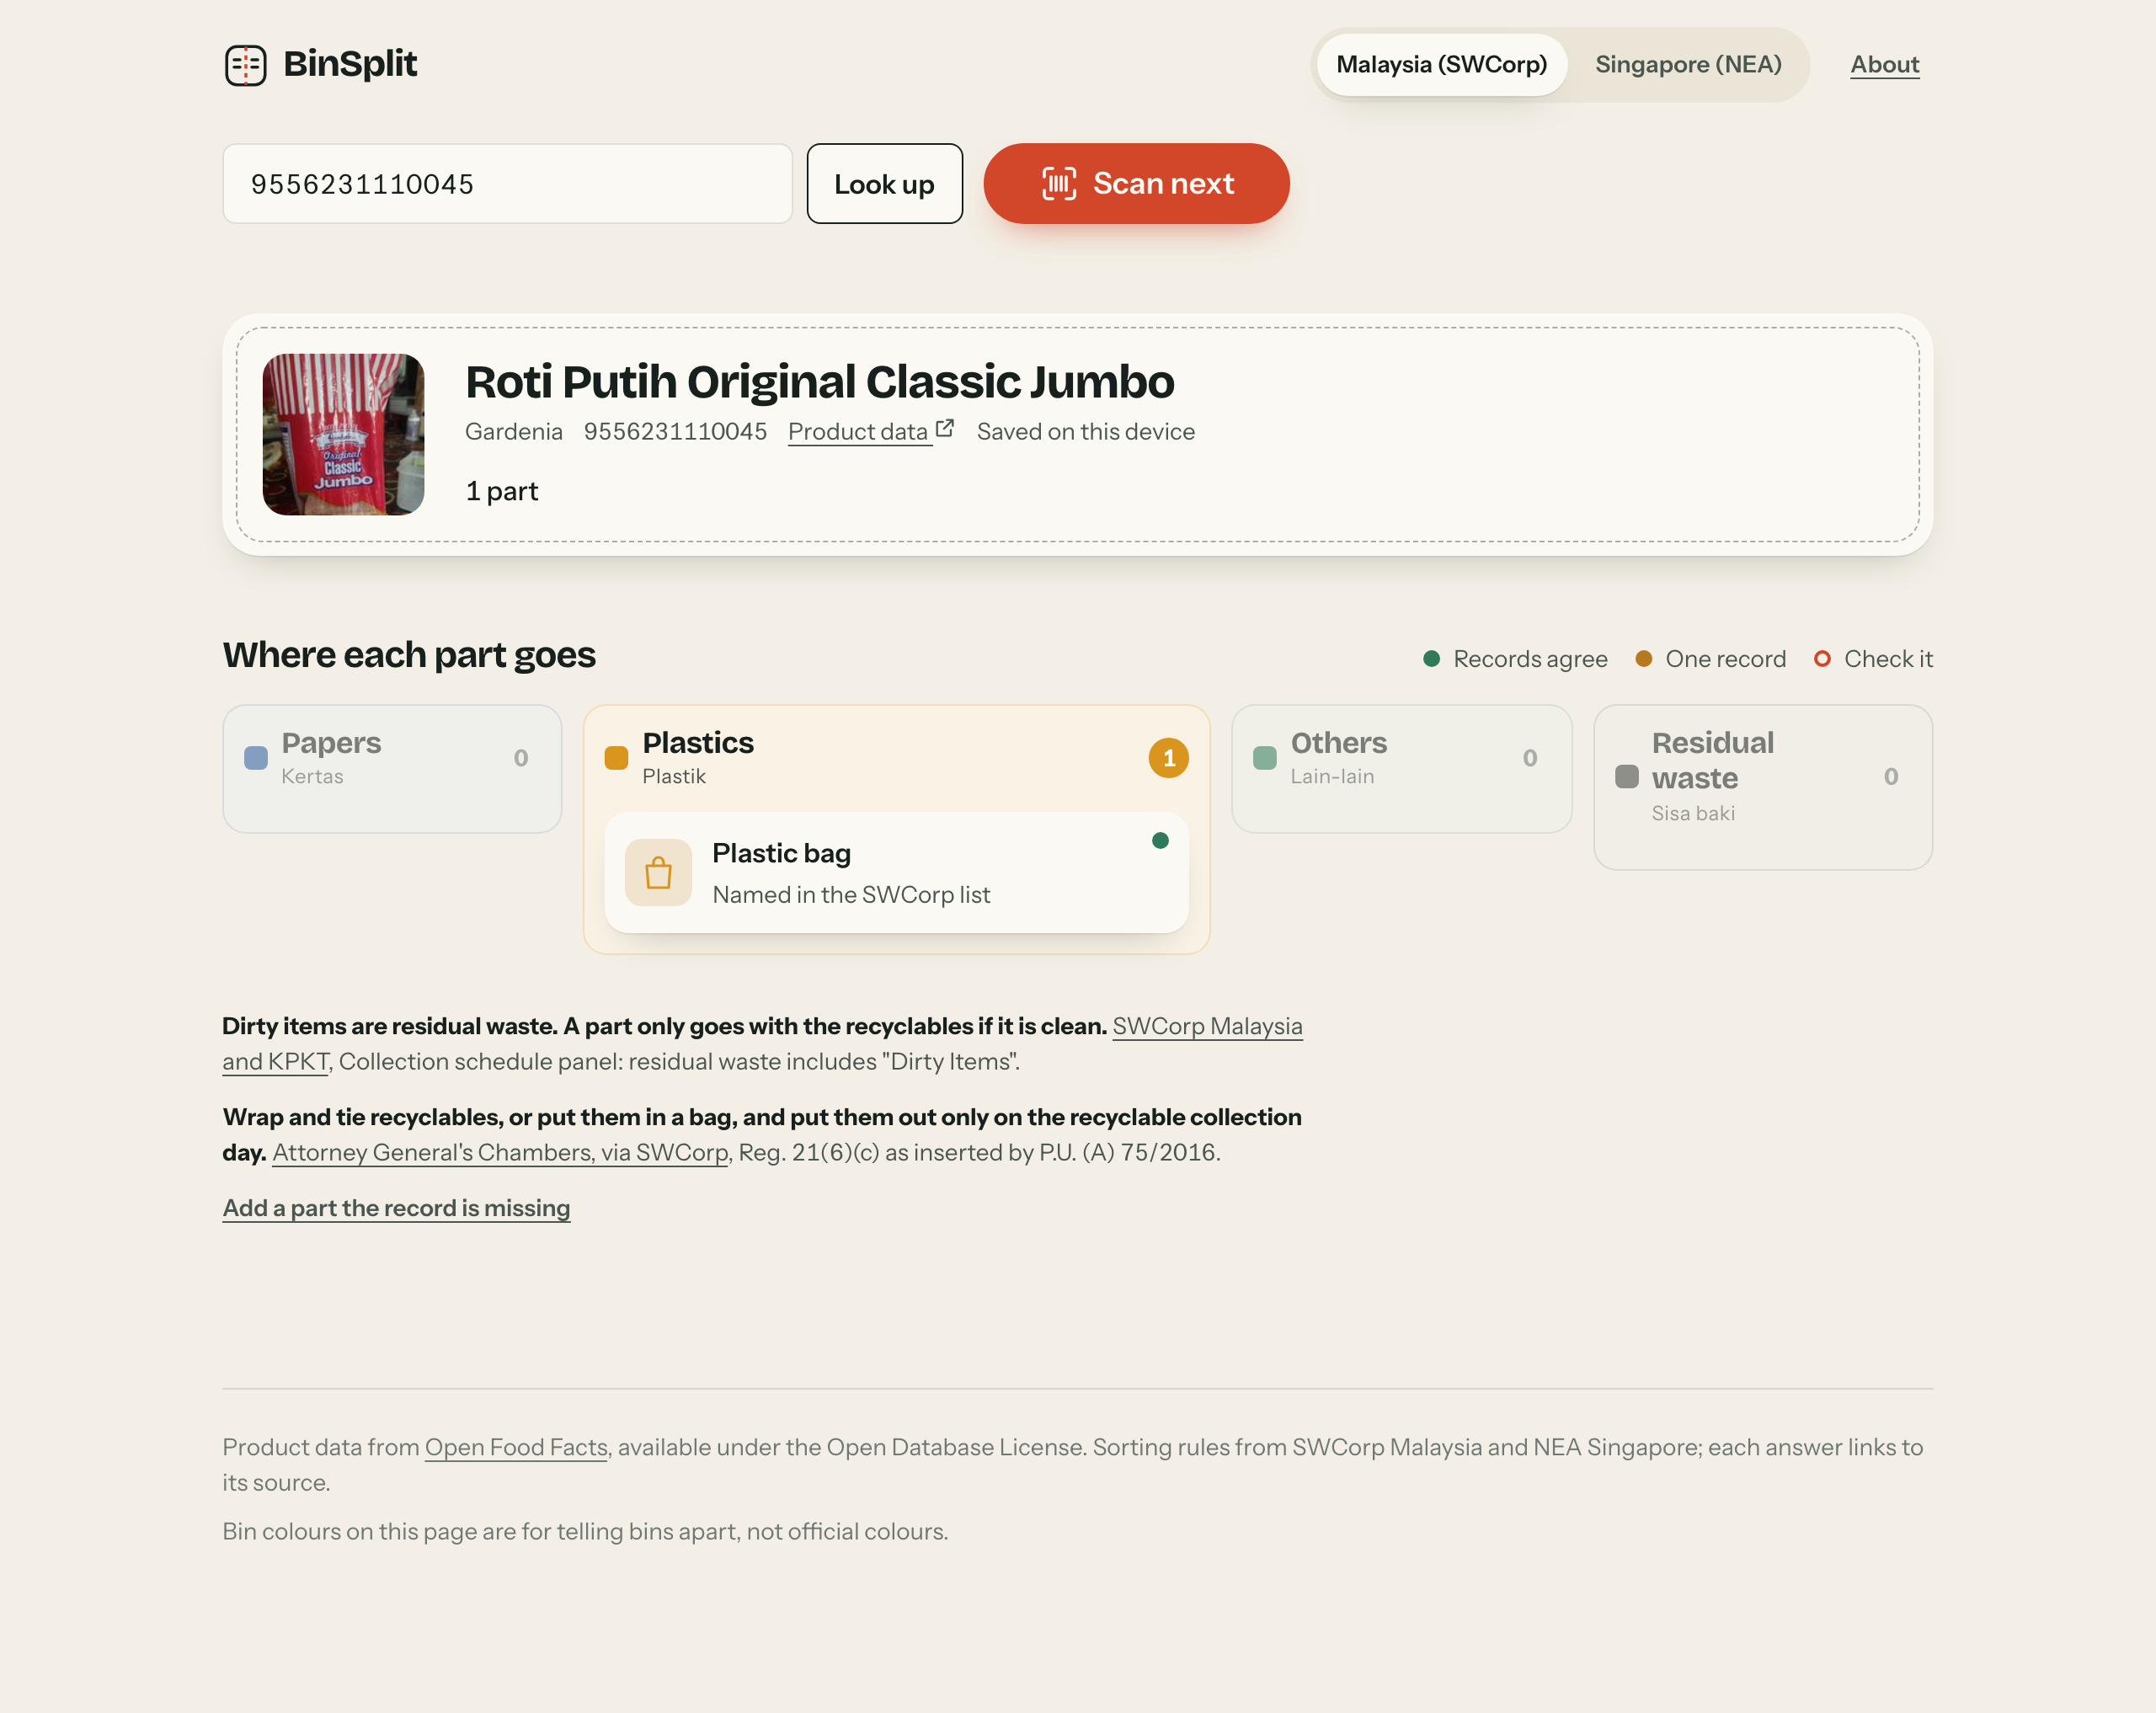 BinSplit
Malaysia (SWCorp)
Singapore (NEA)
About
9556231110045
Look up
Scan next
Original
Classic
Jumbo
Roti Putih Original Classic Jumbo
Gardenia 9556231110045 Product data Saved on this device
1 part
Where each part goes
Records agree
One record
Check it
Papers
Kertas
0
Plastics
Plastik
1
Plastic bag
Named in the SWCorp list
Others
Lain-lain
0
Residual
waste
Sisa baki
0
Dirty items are residual waste. A part only goes with the recyclables if it is clean. SWCorp Malaysia
and KPKT, Collection schedule panel: residual waste includes "Dirty Items".
Wrap and tie recyclables, or put them in a bag, and put them out only on the recyclable collection
day. Attorney General's Chambers, via SWCorp, Reg. 21(6)(c) as inserted by P.U. (A) 75/2016.
Add a part the record is missing
Product data from Open Food Facts, available under the Open Database License. Sorting rules from SWCorp Malaysia and NEA Singapore; each answer links to
its source.
Bin colours on this page are for telling bins apart, not official colours.